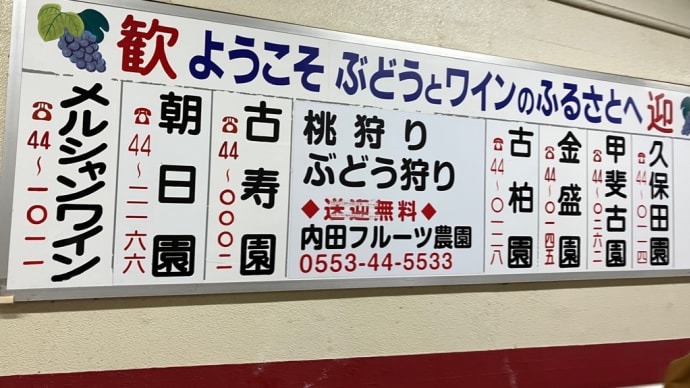 歓 ようこそ ぶどうとワインのふるさとへ 迎
メルシャンワイン
☎44〜一〇一一
朝日園
☎44〜二一六六
古寿園
☎44〜〇〇〇二
桃狩り
ぶどう狩り
◆送迎無料◆
内田フルーツ農園
0553-44-5533
古柏園
☎44〜〇一二八
金盛園
☎44〜〇一四五
甲斐古園
☎44〜〇二六二
久保田園
☎44〜〇一一四